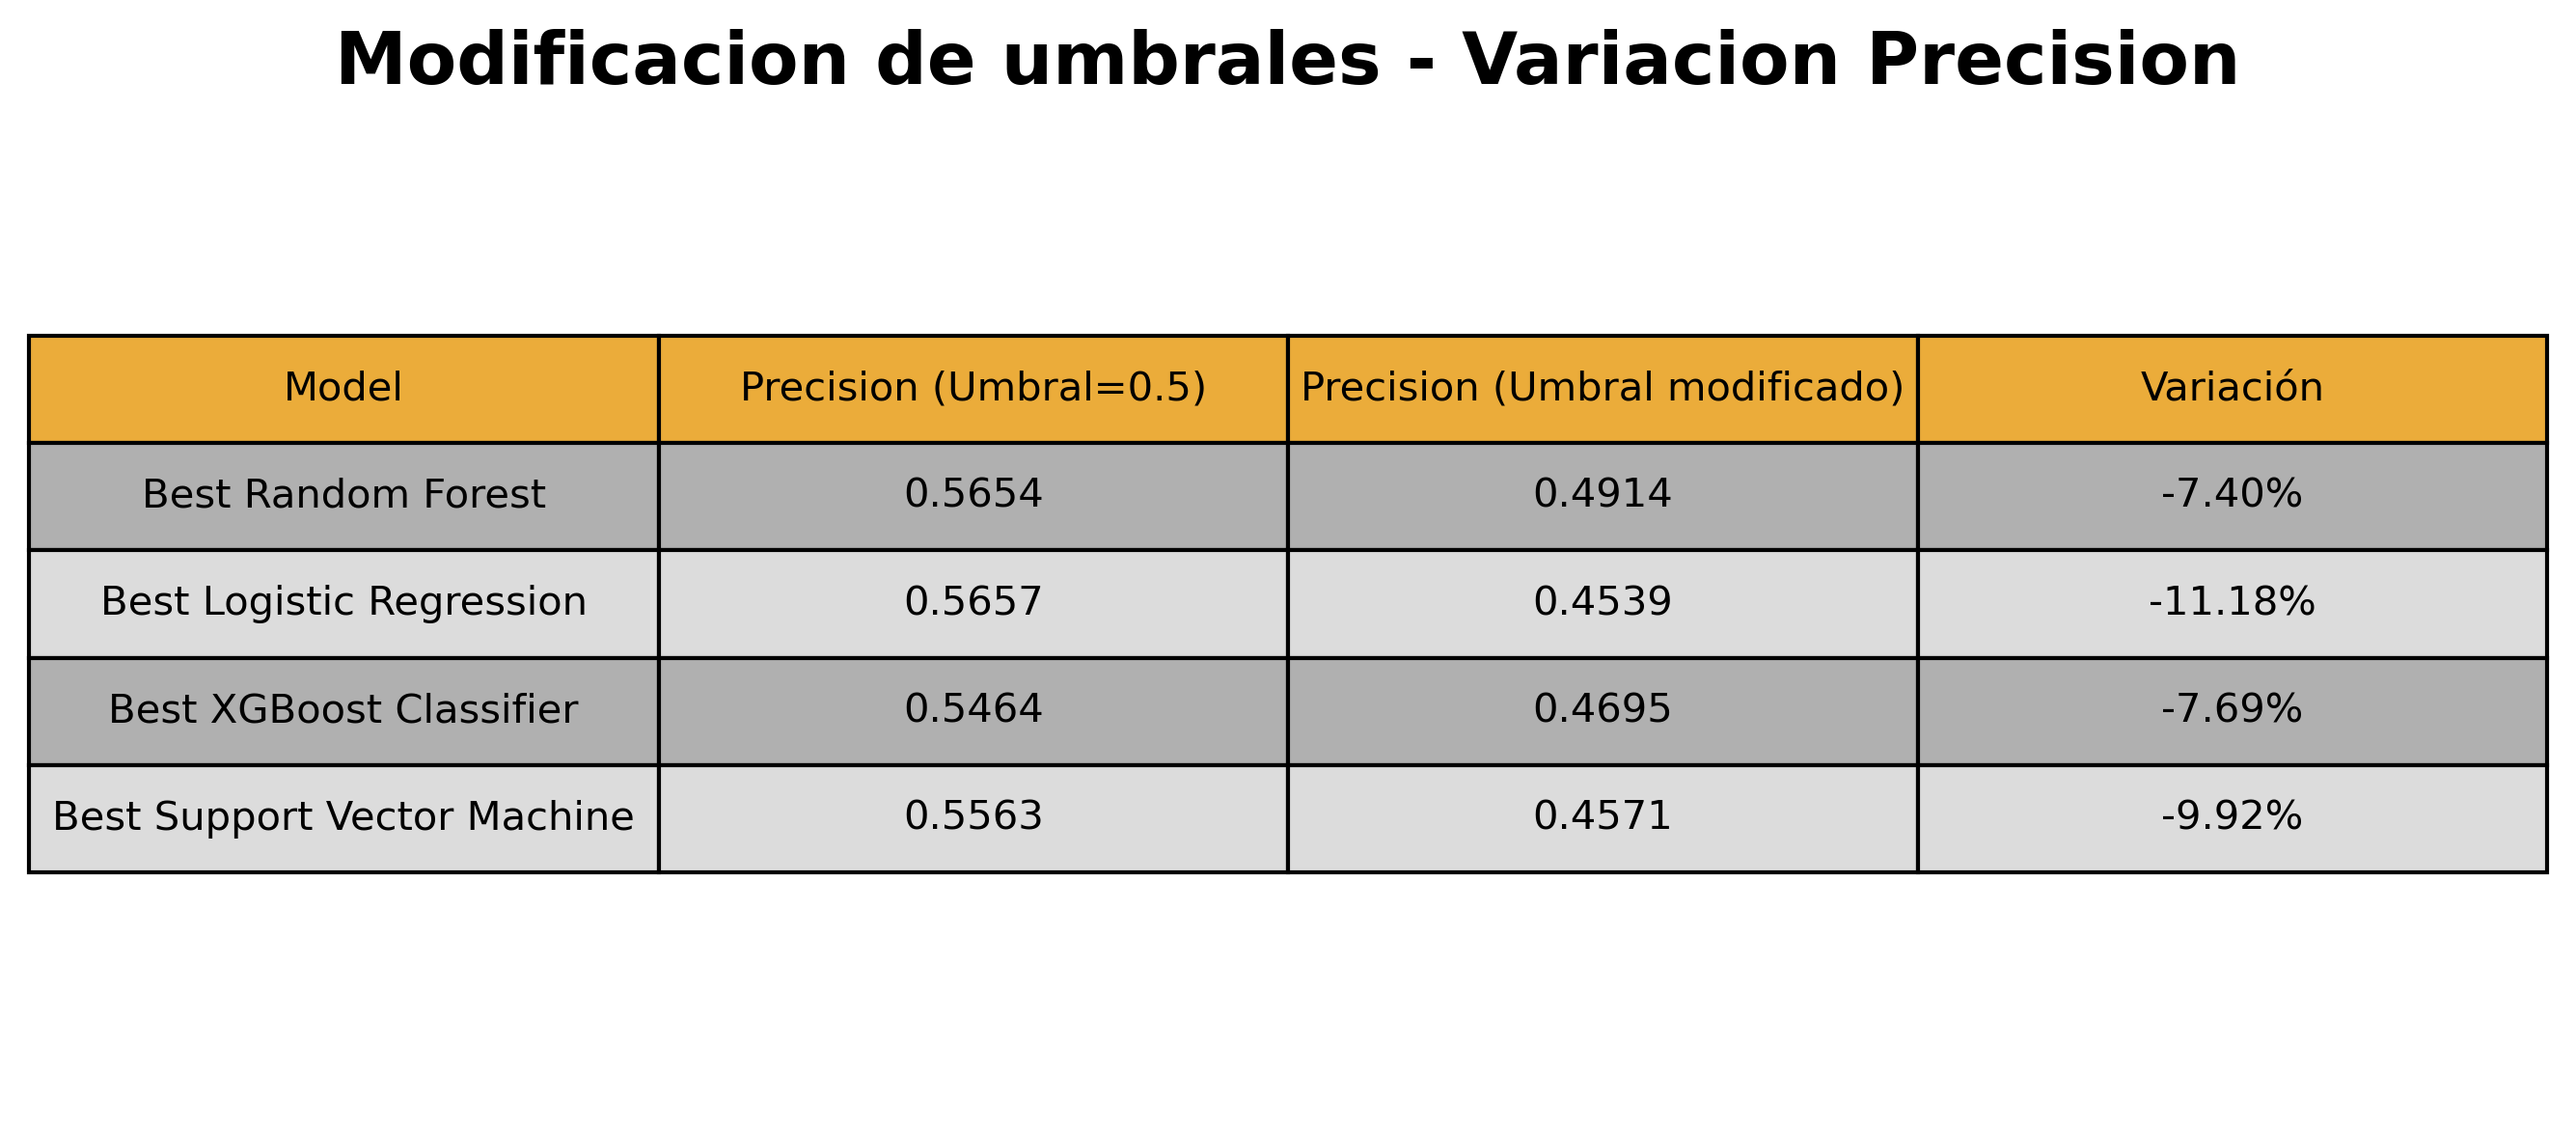 Modificacion de umbrales - Variacion Precision
Model Precision (Umbral=0.5) Precision (Umbral modificado) Variación
Best Random Forest 0.5654 0.4914 -7.40%
Best Logistic Regression 0.5657 0.4539 -11.18%
Best XGBoost Classifier 0.5464 0.4695 -7.69%
Best Support Vector Machine 0.5563 0.4571 -9.92%